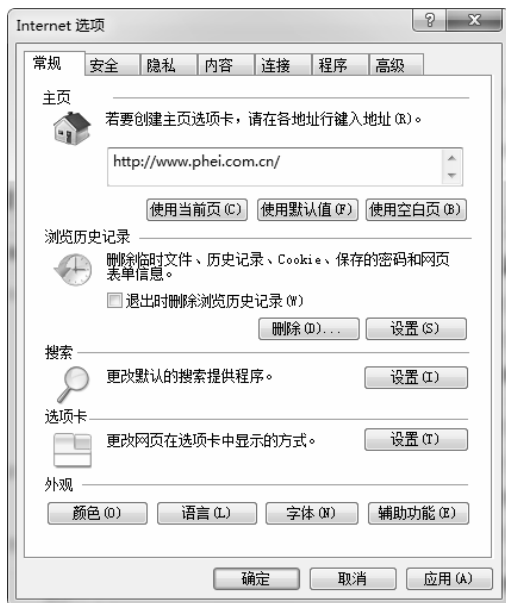 Internet 选项
常规 安全 隐私 内容 连接 程序 高级
主页
若要创建主页选项卡，请在各地址行键入地址(R)。
http://www.phei.com.cn/
使用当前页(C) 使用默认值(F) 使用空白页(B)
浏览历史记录
删除临时文件、历史记录、Cookie、保存的密码和网页
表单信息。
退出时删除浏览历史记录(W)
删除(D)... 设置(S)
搜索
更改默认的搜索提供程序。 设置(I)
选项卡
更改网页在选项卡中显示的方式。 设置(T)
外观
颜色(O) 语言(L) 字体(N) 辅助功能(E)
确定 取消 应用(A)